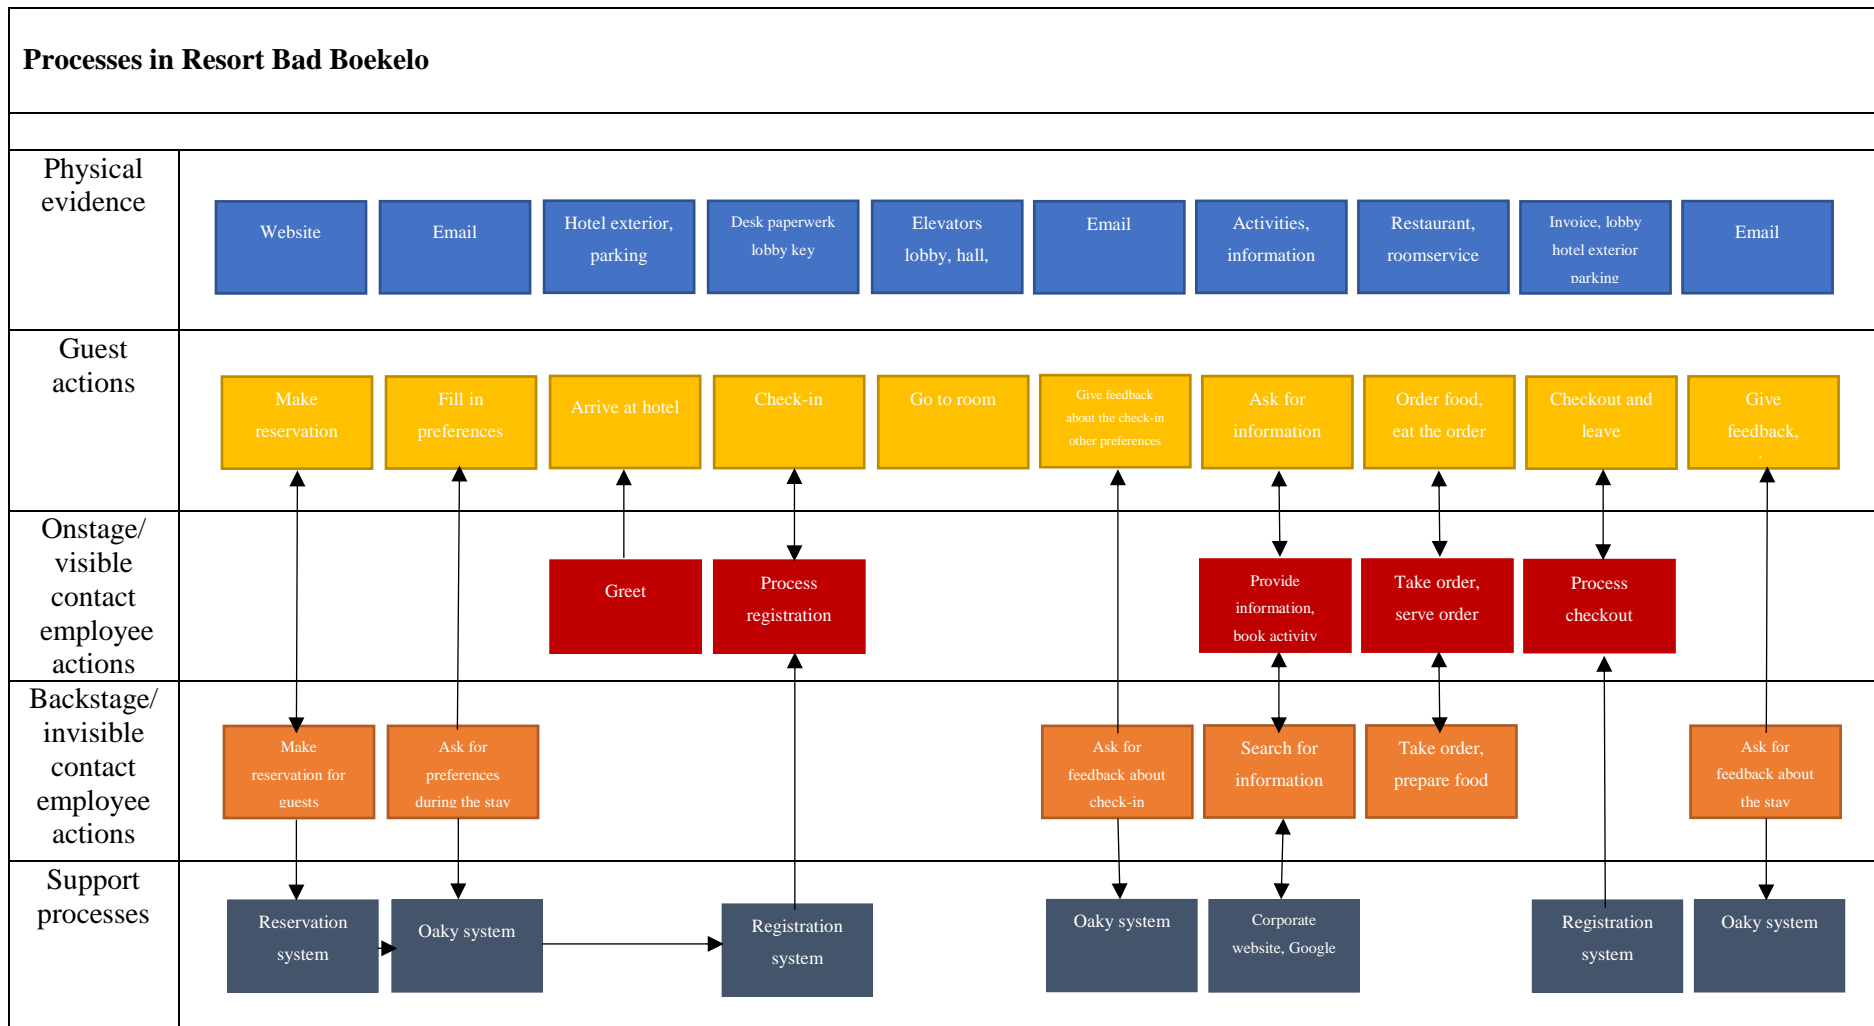 Processes in Resort Bad Boekelo
Physical
evidence
Website
Email
Hotel exterior,
parking
Desk paperwerk
lobby key
Elevators
lobby, hall,
Email
Activities,
information
Restaurant,
roomservice
Invoice, lobby
hotel exterior
parking
Email
Guest
actions
Make
reservation
Fill in
preferences
Arrive at hotel
Check-in
Go to room
Give feedback
about the check-in
other preferences
Ask for
information
Order food,
eat the order
Checkout and
leave
Give
feedback,
Onstage/
visible
contact
employee
actions
Greet
Process
registration
Provide
information,
book activity
Take order,
serve order
Process
checkout
Backstage/
invisible
contact
employee
actions
Make
reservation for
guests
Ask for
preferences
during the stay
Ask for
feedback about
check-in
Search for
information
Take order,
prepare food
Ask for
feedback about
the stay
Support
processes
Reservation
system
Oaky system
Registration
system
Oaky system
Corporate
website, Google
Registration
system
Oaky system